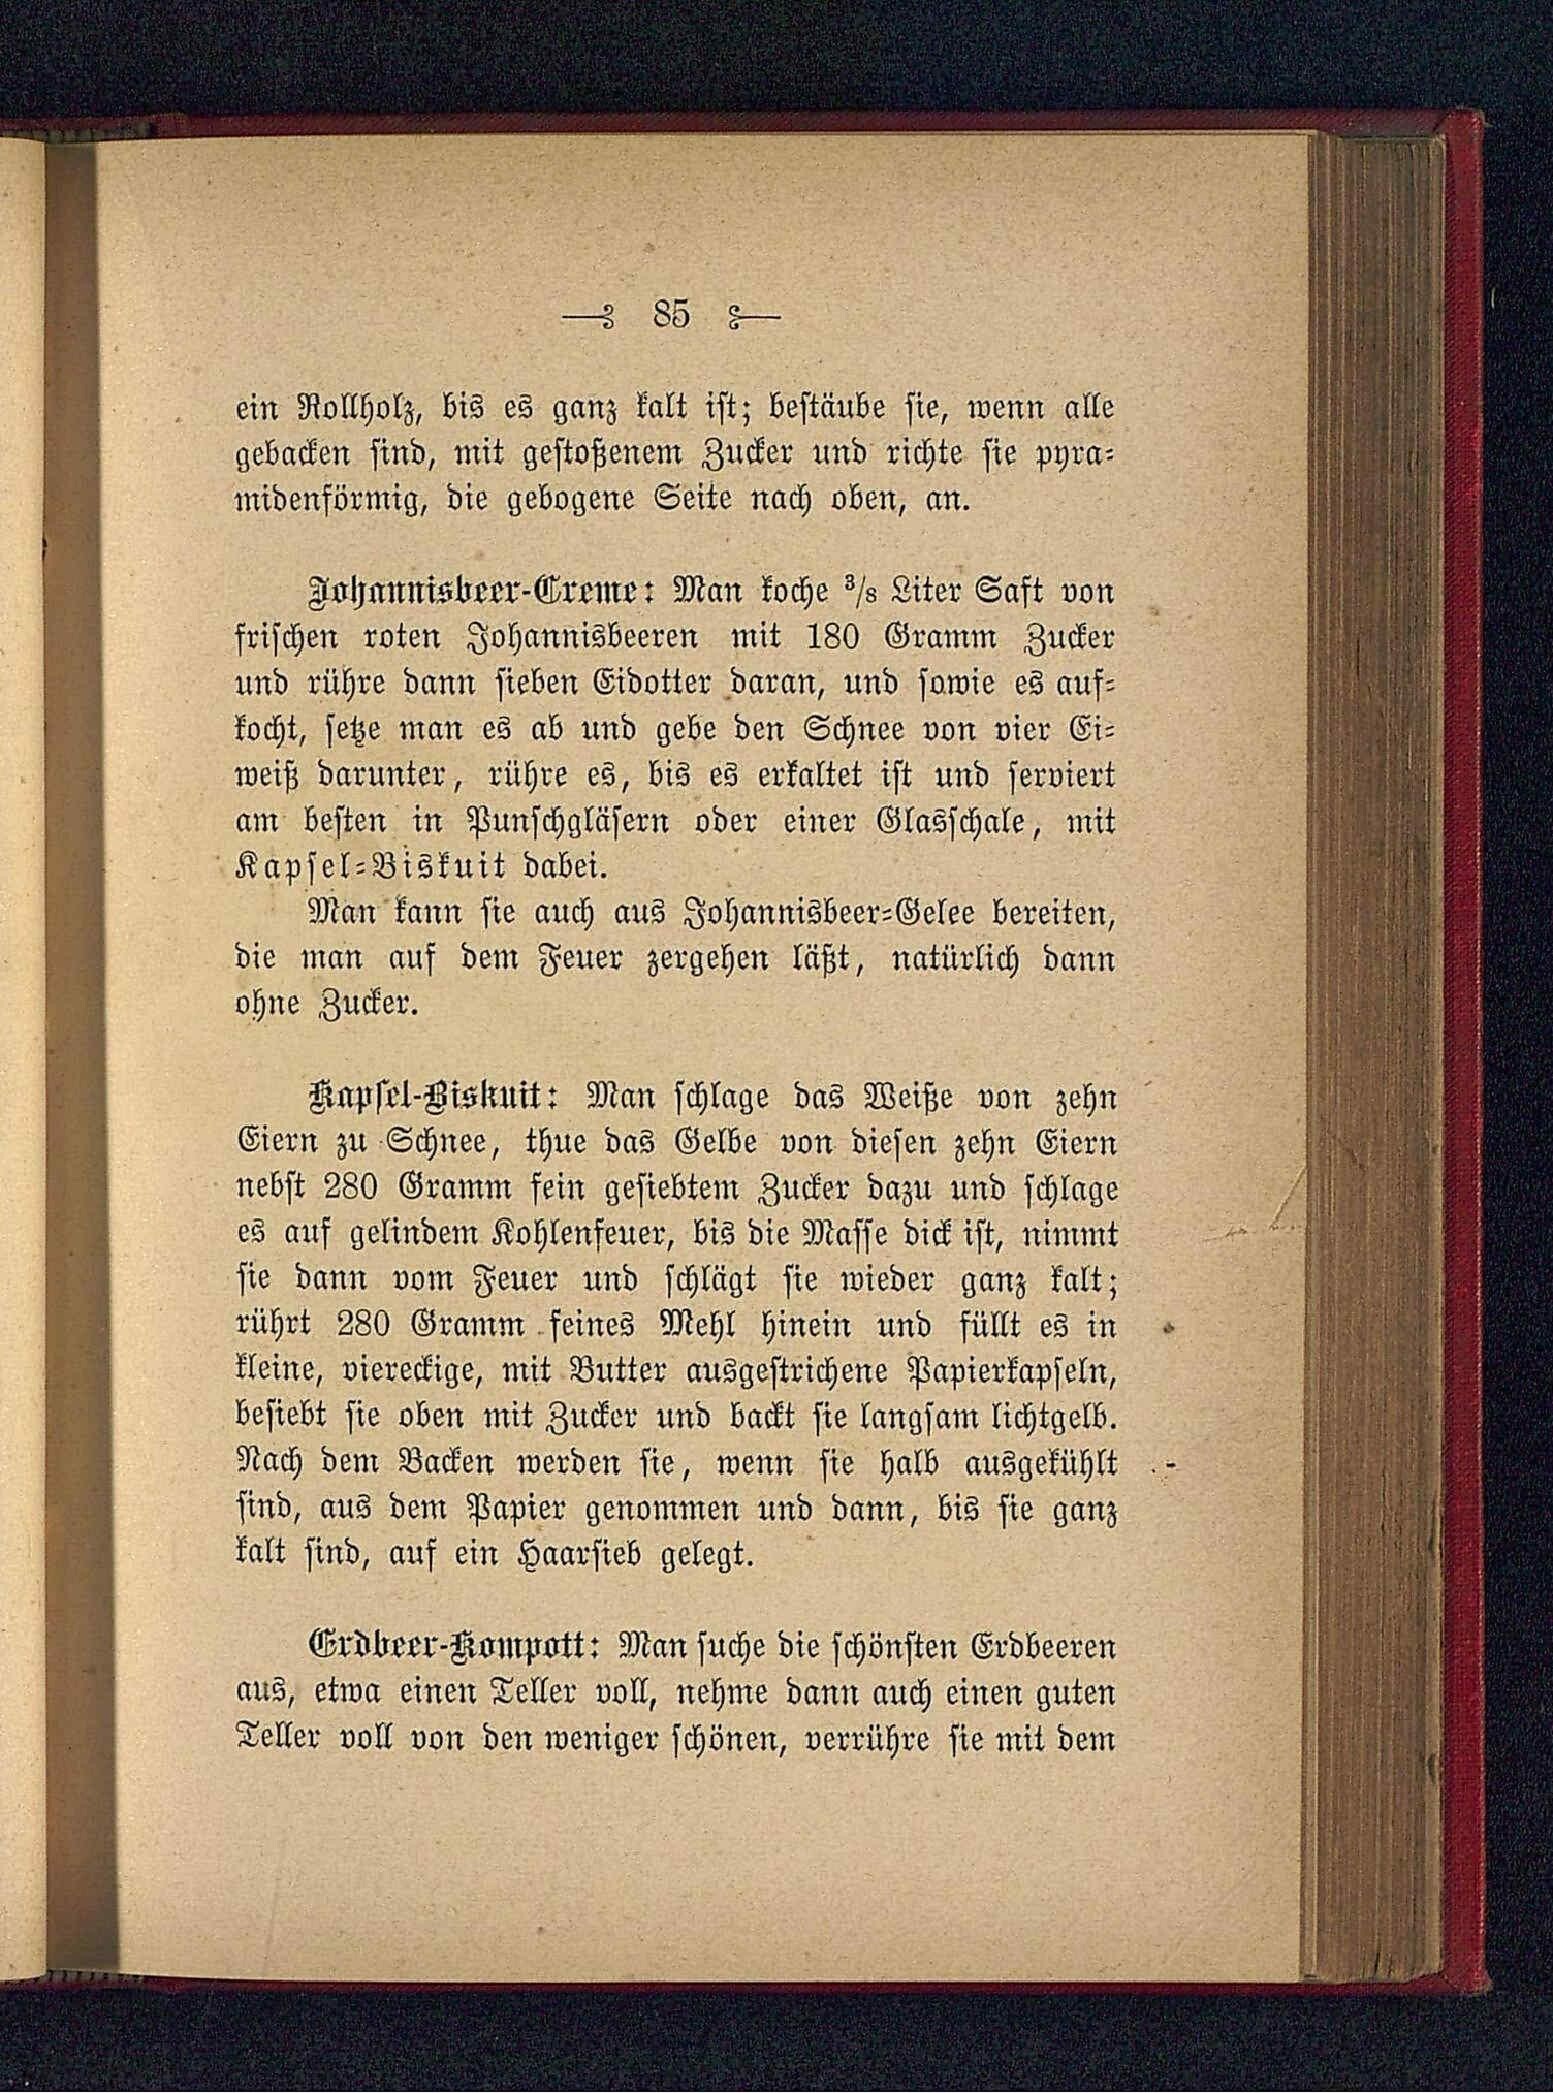 85
ein Rollholz, bis es ganz kalt ist; bestäube sie, wenn alle
gebacken sind, mit gestoßenem Zucker und richte sie pyra-
midenförmig, die gebogene Seite nach oben, an.
Johannisbeer-Creme: Man koche 3/8 Liter Saft von
frischen roten Johannisbeeren mit 180 Gramm Zucker
und rühre dann sieben Eidotter daran, und sowie es auf-
kocht, setze man es ab und gebe den Schnee von vier Ei-
weiß darunter, rühre es, bis es erkaltet ist und serviert
am besten in Punschgläsern oder einer Glasschale, mit
Kapsel-Biskuit dabei.
Man kann sie auch aus Johannisbeer-Gelee bereiten,
die man auf dem Feuer zergehen läßt, natürlich dann
ohne Zucker.
Kapsel-Biskuit: Man schlage das Weiße von zehn
Eiern zu Schnee, thue das Gelbe von diesen zehn Eiern
nebst 280 Gramm fein gesiebtem Zucker dazu und schlage
es auf gelindem Kohlenfeuer, bis die Masse dick ist, nimmt
sie dann vom Feuer und schlägt sie wieder ganz kalt;
rührt 280 Gramm feines Mehl hinein und füllt es in
kleine, viereckige, mit Butter ausgestrichene Papierkapseln,
besiebt sie oben mit Zucker und backt sie langsam lichtgelb.
Nach dem Backen werden sie, wenn sie halb ausgekühlt
sind, aus dem Papier genommen und dann, bis sie ganz
kalt sind, auf ein Haarsieb gelegt.
Erdbeer-Kompott: Man suche die schönsten Erdbeeren
aus, etwa einen Teller voll, nehme dann auch einen guten
Teller voll von den weniger schönen, verrühre sie mit dem